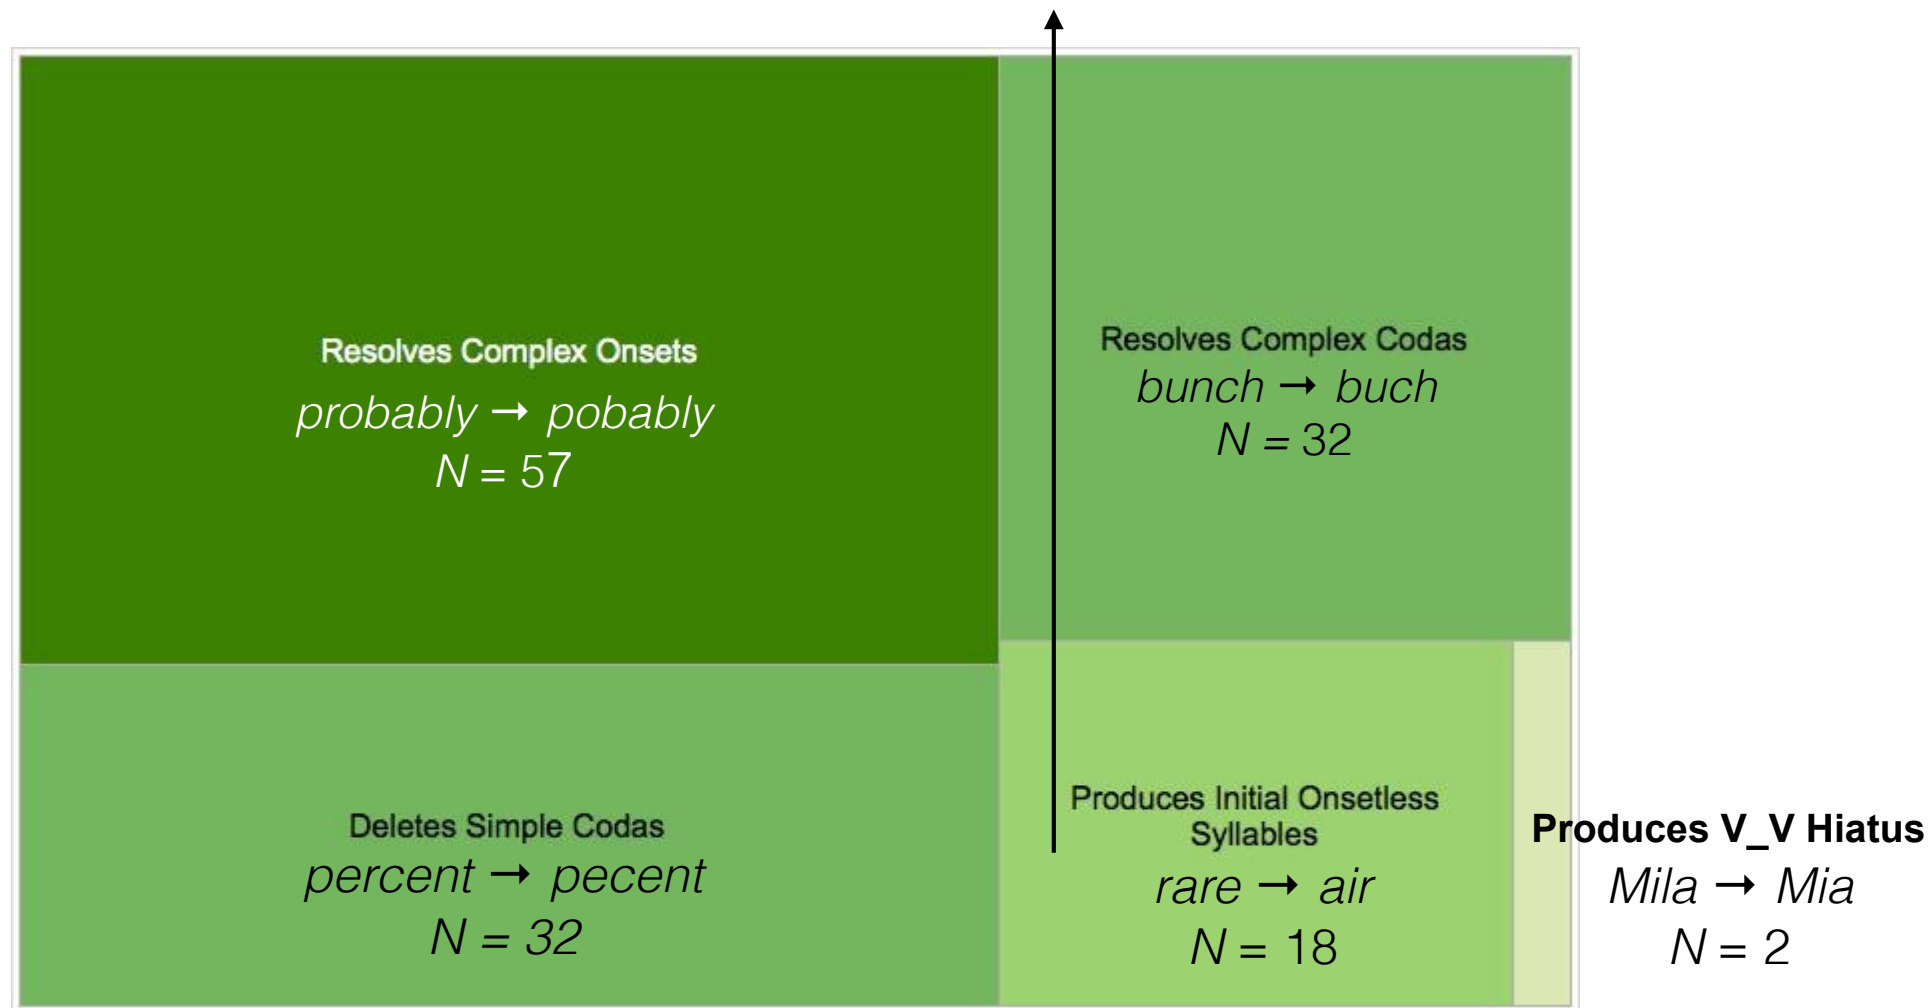 Resolves Complex Onsets
probably → pobably
N = 57
Resolves Complex Codas
bunch → buch
N = 32
Deletes Simple Codas
percent → pecent
N = 32
Produces Initial Onsetless
Syllables
rare → air
N = 18
Produces V_V Hiatus
Mila → Mia
N = 2